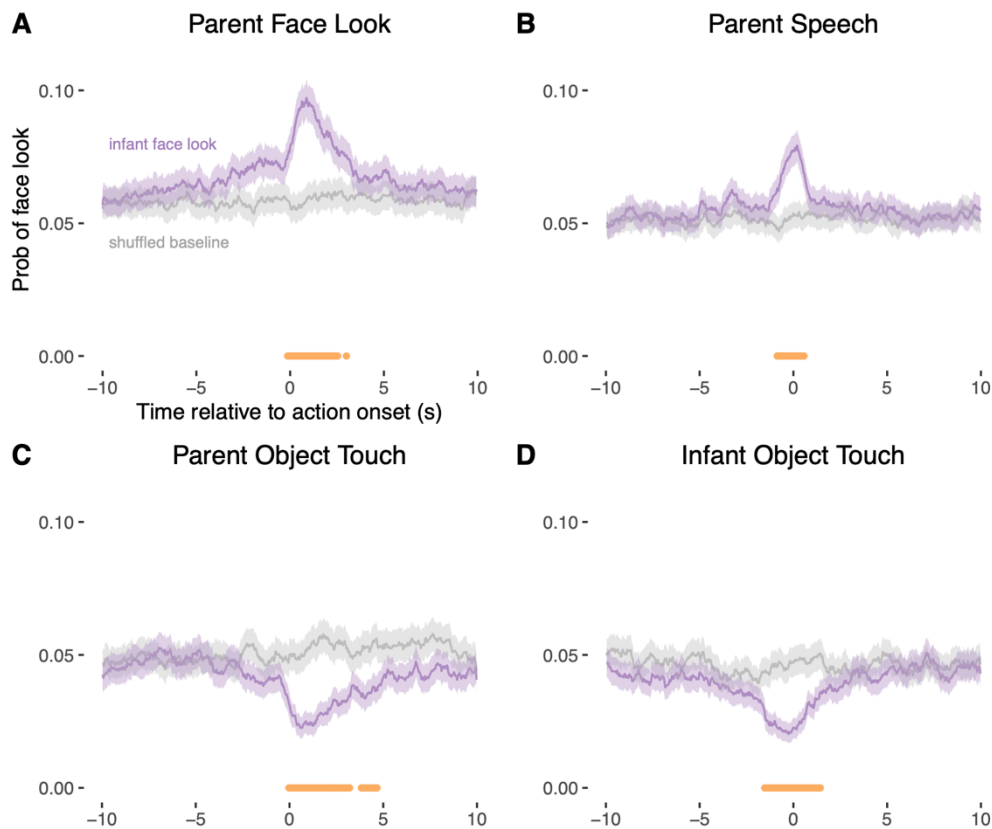 A
Parent Face Look
B
Parent Speech
Prob of face look
0.10
0.05
0.00
infant face look
shuffled baseline
−10
−5
0
5
10
Time relative to action onset (s)
0.10
0.05
0.00
−10
−5
0
5
10
C
Parent Object Touch
D
Infant Object Touch
0.10
0.05
0.00
−10
−5
0
5
10
0.10
0.05
0.00
−10
−5
0
5
10